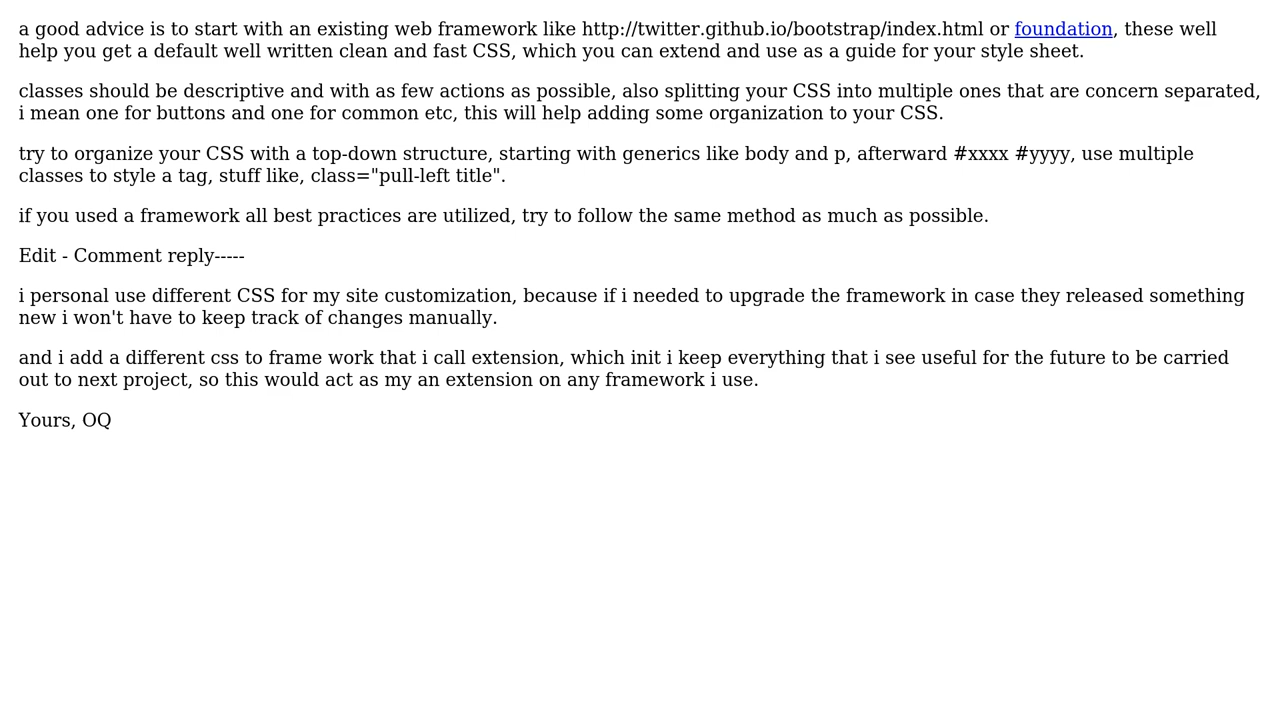 a good advice is to start with an existing web framework like http://twitter.github.io/bootstrap/index.html or foundation, these well
help you get a default well written clean and fast CSS, which you can extend and use as a guide for your style sheet.
classes should be descriptive and with as few actions as possible, also splitting your CSS into multiple ones that are concern separated,
i mean one for buttons and one for common etc, this will help adding some organization to your CSS.
try to organize your CSS with a top-down structure, starting with generics like body and p, afterward #xxxx #yyyy, use multiple
classes to style a tag, stuff like, class="pull-left title".
if you used a framework all best practices are utilized, try to follow the same method as much as possible.
Edit - Comment reply-----
i personal use different CSS for my site customization, because if i needed to upgrade the framework in case they released something
new i won't have to keep track of changes manually.
and i add a different css to frame work that i call extension, which init i keep everything that i see useful for the future to be carried
out to next project, so this would act as my an extension on any framework i use.
Yours, OQ